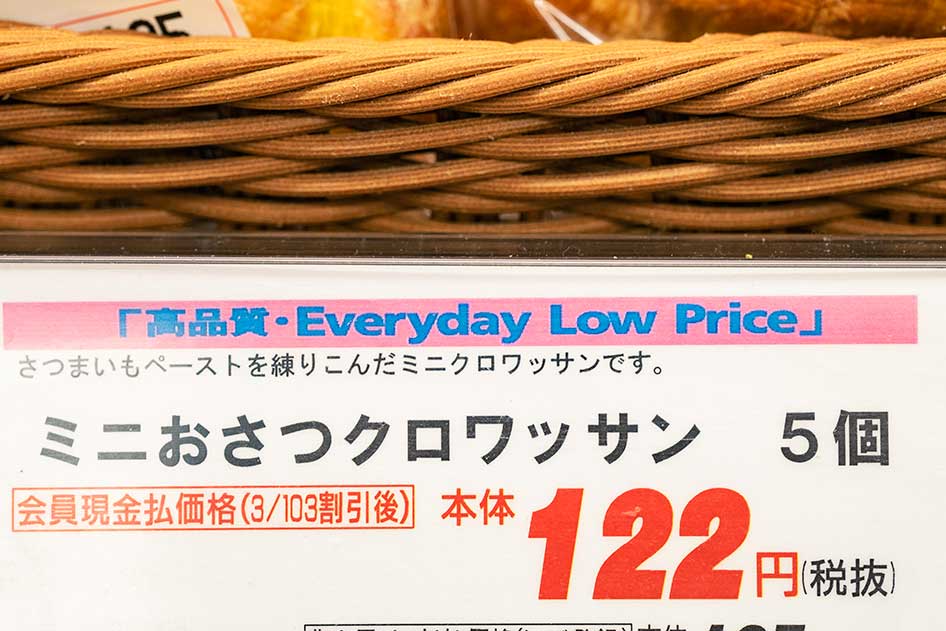 「高品質・Everyday Low Price」
さつまいもペーストを練りこんだミニクロワッサンです。
ミニおさつクロワッサン 5個
会員現金払価格(3/103割引後) 本体 122円(税抜)
本体